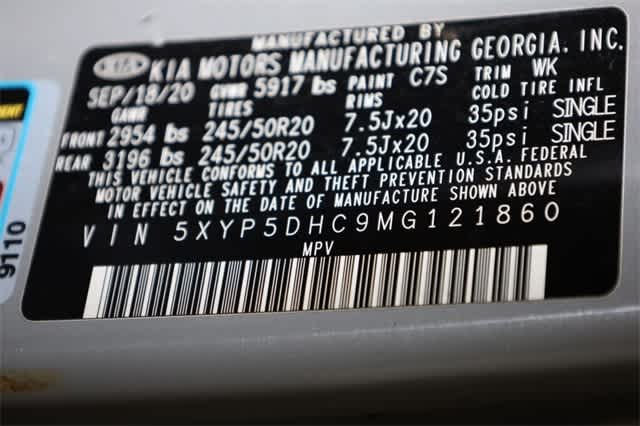 MANUFACTURED BY
KIA KIA MOTORS MANUFACTURING GEORGIA, INC.
SEP/18/20 GVWR 5917 lbs PAINT C7S TRIM WK
GAWR TIRES RIMS COLD TIRE INFL
FRONT 2954 lbs 245/50R20 7.5Jx20 35psi SINGLE
REAR 3196 lbs 245/50R20 7.5Jx20 35psi SINGLE
THIS VEHICLE CONFORMS TO ALL APPLICABLE U.S.A. FEDERAL
MOTOR VEHICLE SAFETY AND THEFT PREVENTION STANDARDS
IN EFFECT ON THE DATE OF MANUFACTURE SHOWN ABOVE
VIN 5XYP5DHC9MG121860
MPV
9110